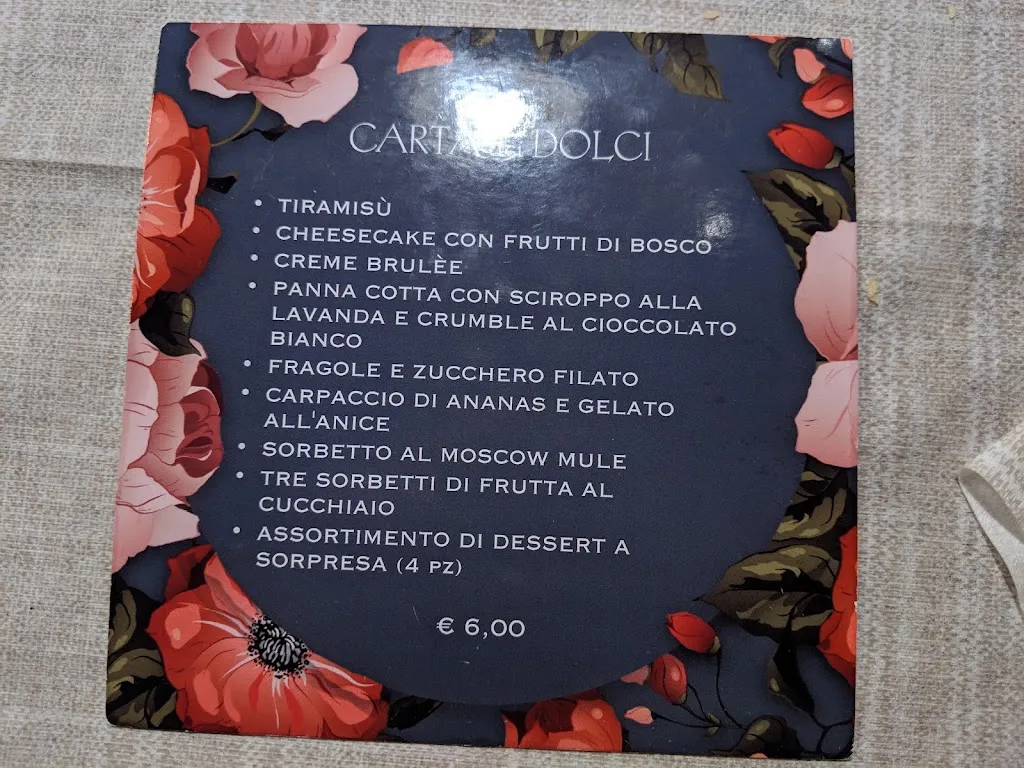 CARTA DOLCI
• TIRAMISÙ
• CHEESECAKE CON FRUTTI DI BOSCO
• CREME BRULÈE
• PANNA COTTA CON SCIROPPO ALLA
LAVANDA E CRUMBLE AL CIOCCOLATO
BIANCO
• FRAGOLE E ZUCCHERO FILATO
• CARPACCIO DI ANANAS E GELATO
ALL'ANICE
• SORBETTO AL MOSCOW MULE
• TRE SORBETTI DI FRUTTA AL
CUCCHIAIO
• ASSORTIMENTO DI DESSERT A
SORPRESA (4 PZ)
€ 6,00